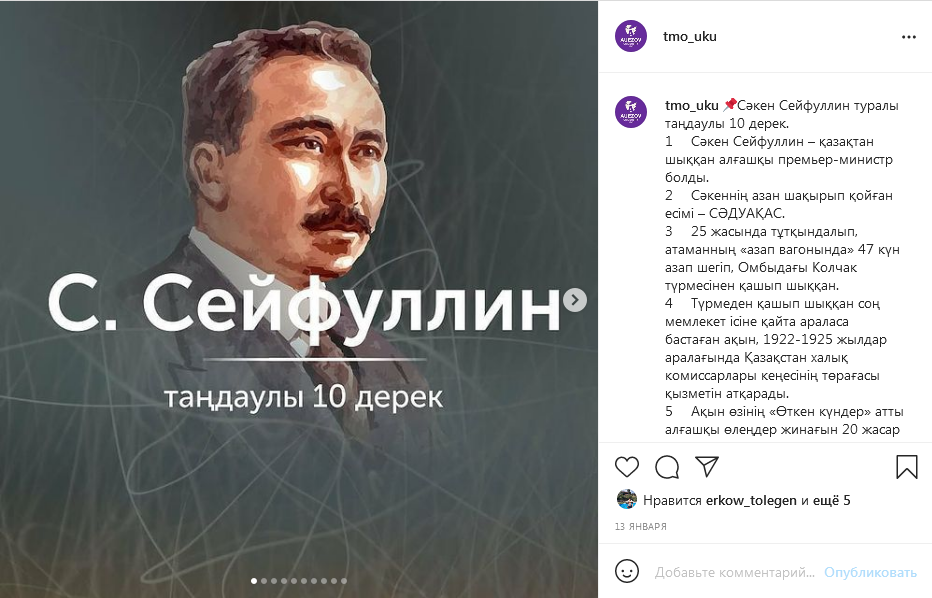 С. Сейфуллин
таңдаулы 10 дерек
tmo_uku
tmo_uku 📌Сәкен Сейфуллин туралы
таңдаулы 10 дерек.
1 Сәкен Сейфуллин – қазақтан
шыққан алғашқы премьер-министр
болды.
2 Сәкеннің азан шақырып қойған
есімі – СӘДУАҚАС.
3 25 жасында тұтқындалып,
атаманның «азап вагонында» 47 күн
азап шегіп, Омбыдағы Колчак
түрмесінен қашып шыққан.
4 Түрмеден қашып шыққан соң
мемлекет ісіне қайта араласа
бастаған ақын, 1922-1925 жылдар
аралағында Қазақстан халық
комиссарлары кеңесінің төрағасы
қызметін атқарады.
5 Ақын өзінің «Өткен күндер» атты
алғашқы өлеңдер жинағын 20 жасар
Нравится erkow_tolegen и ещё 5
13 ЯНВАРЯ
Добавьте комментарий... Опубликовать